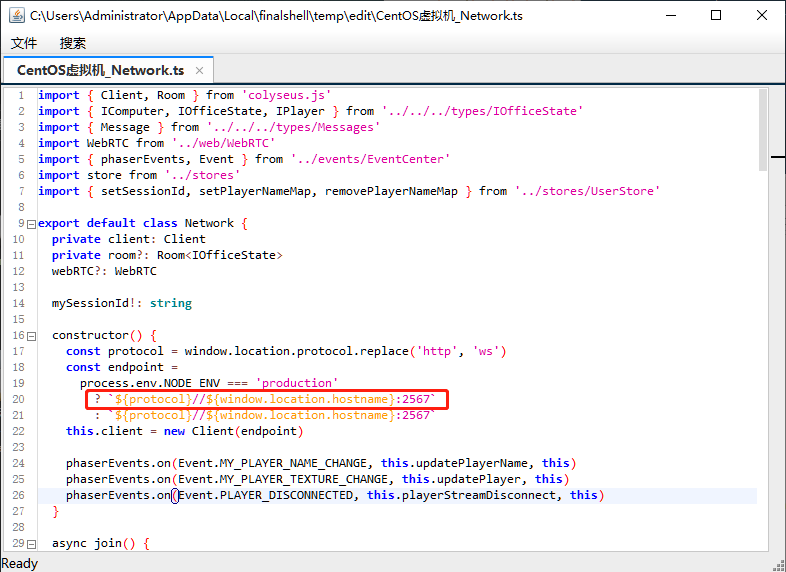 C:\Users\Administrator\AppData\Local\finalshell\temp\edit\CentOS虚拟机_Network.ts
文件 搜索
CentOS虚拟机_Network.ts ×
1 import { Client, Room } from 'colyseus.js'
2 import { IComputer, IOfficeState, IPlayer } from '../../../types/IOfficeState'
3 import { Message } from '../../../types/Messages'
4 import WebRTC from '../web/WebRTC'
5 import { phaserEvents, Event } from '../events/EventCenter'
6 import store from '../stores'
7 import { setSessionId, setPlayerNameMap, removePlayerNameMap } from '../stores/UserStore'
8
9 export default class Network {
10   private client: Client
11   private room?: Room<IOfficeState>
12   webRTC?: WebRTC
13
14   mySessionId!: string
15
16   constructor() {
17     const protocol = window.location.protocol.replace('http', 'ws')
18     const endpoint =
19       process.env.NODE_ENV === 'production'
20         ? `${protocol}//${window.location.hostname}:2567`
21         : `${protocol}//${window.location.hostname}:2567`
22     this.client = new Client(endpoint)
23
24     phaserEvents.on(Event.MY_PLAYER_NAME_CHANGE, this.updatePlayerName, this)
25     phaserEvents.on(Event.MY_PLAYER_TEXTURE_CHANGE, this.updatePlayer, this)
26     phaserEvents.on(Event.PLAYER_DISCONNECTED, this.playerStreamDisconnect, this)
27   }
28
29   async join() {
Ready